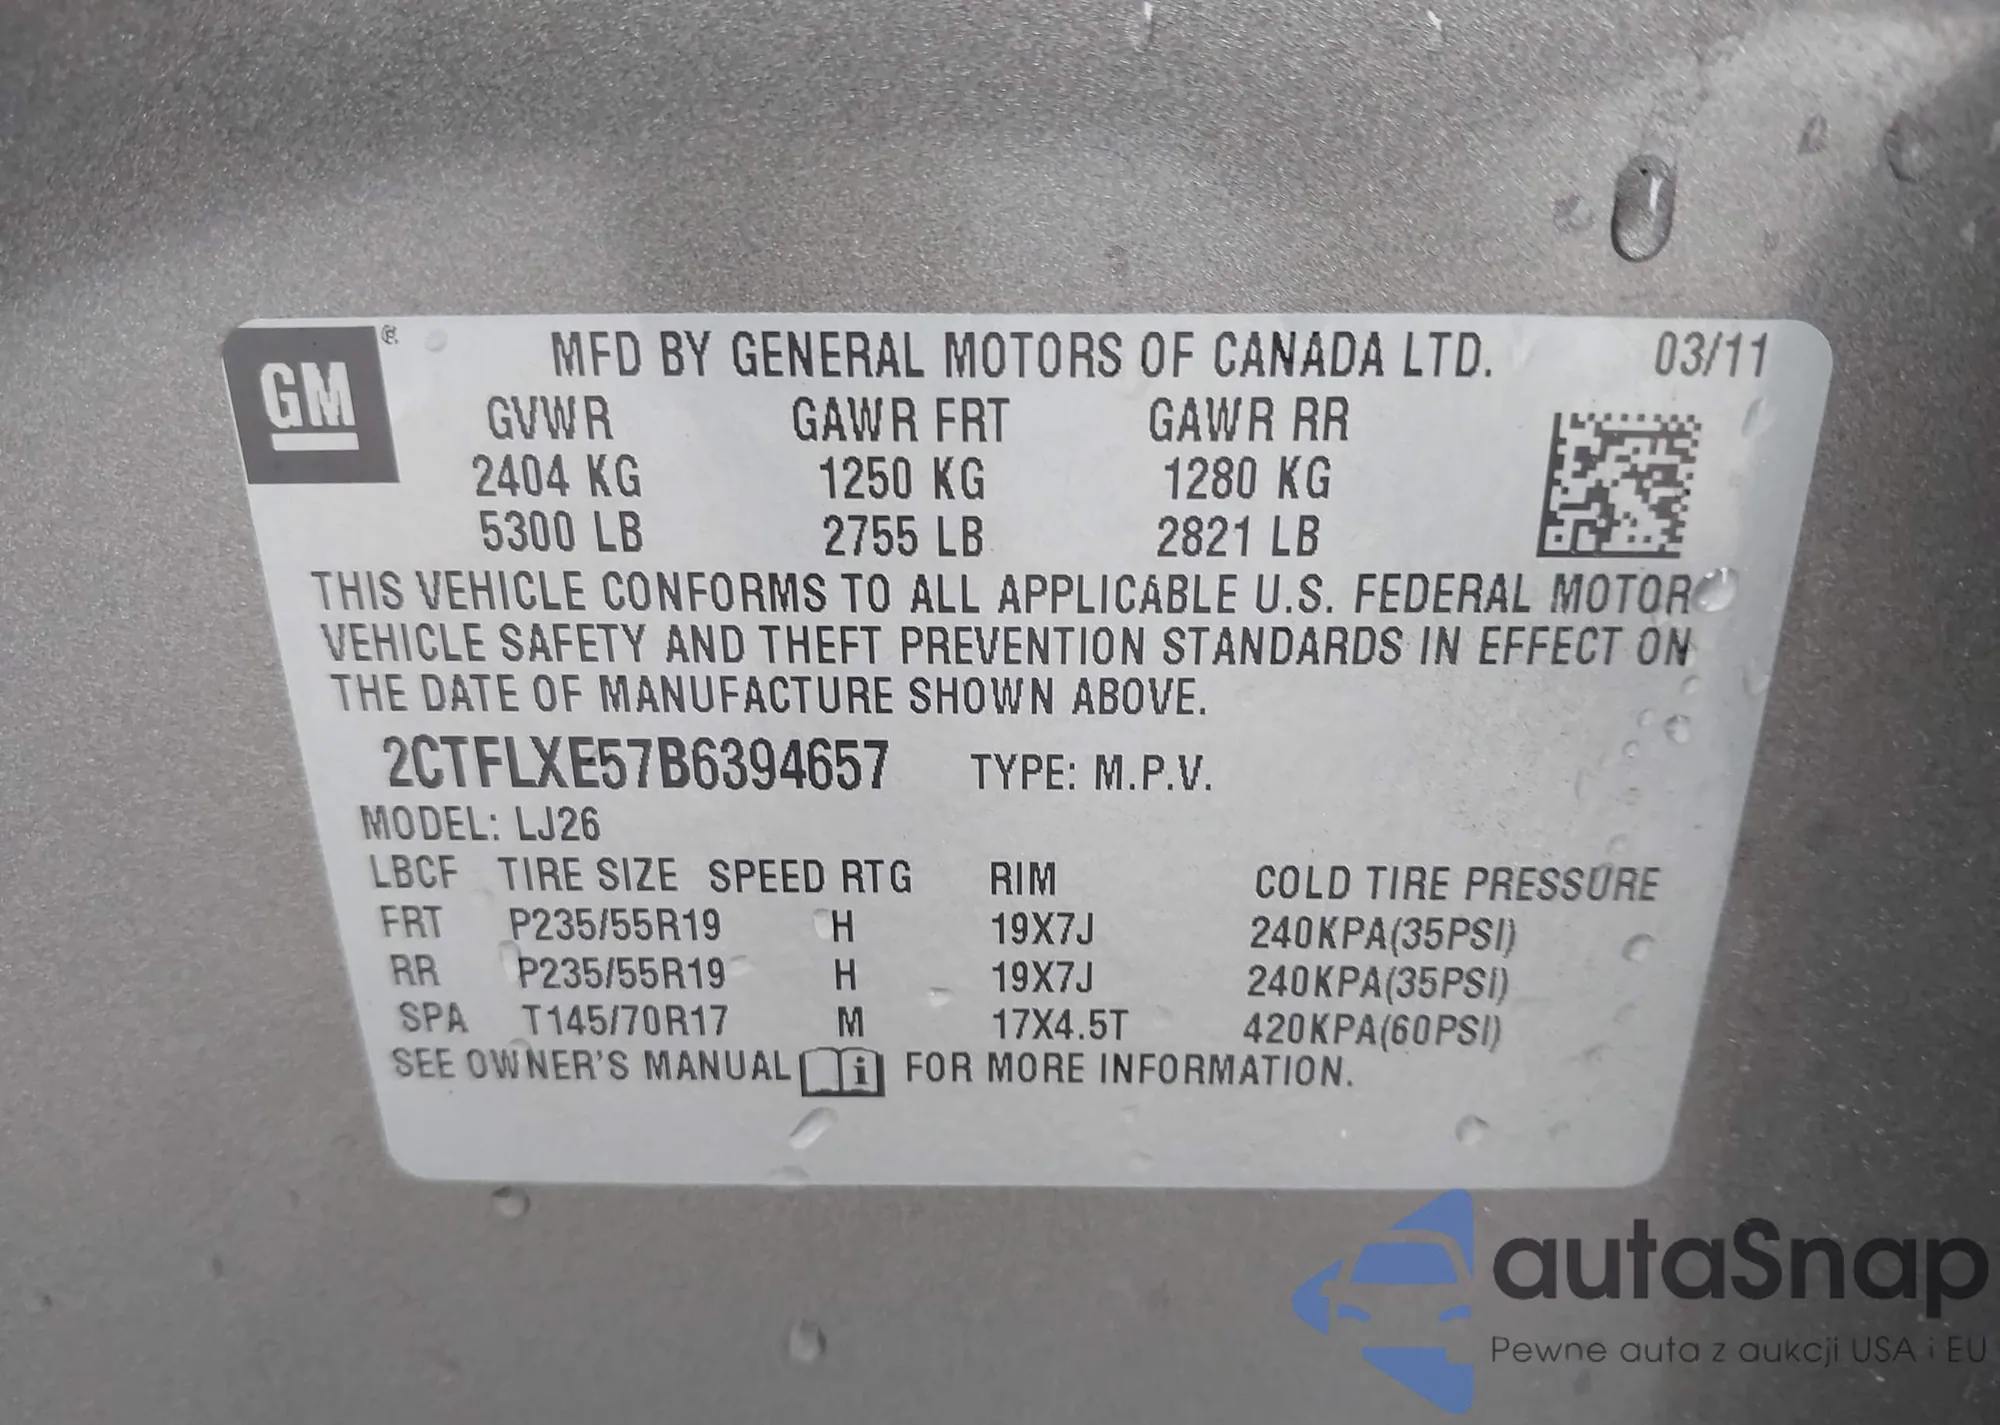 GM ® MFD BY GENERAL MOTORS OF CANADA LTD. 03/11
GVWR GAWR FRT GAWR RR
2404 KG 1250 KG 1280 KG
5300 LB 2755 LB 2821 LB
THIS VEHICLE CONFORMS TO ALL APPLICABLE U.S. FEDERAL MOTOR
VEHICLE SAFETY AND THEFT PREVENTION STANDARDS IN EFFECT ON
THE DATE OF MANUFACTURE SHOWN ABOVE.
2CTFLXE57B6394657 TYPE: M.P.V.
MODEL: LJ26
LBCF TIRE SIZE SPEED RTG RIM COLD TIRE PRESSURE
FRT P235/55R19 H 19X7J 240KPA(35PSI)
RR P235/55R19 H 19X7J 240KPA(35PSI)
SPA T145/70R17 M 17X4.5T 420KPA(60PSI)
SEE OWNER'S MANUAL i FOR MORE INFORMATION.
autaSnap
Pewne auta z aukcji USA i EU